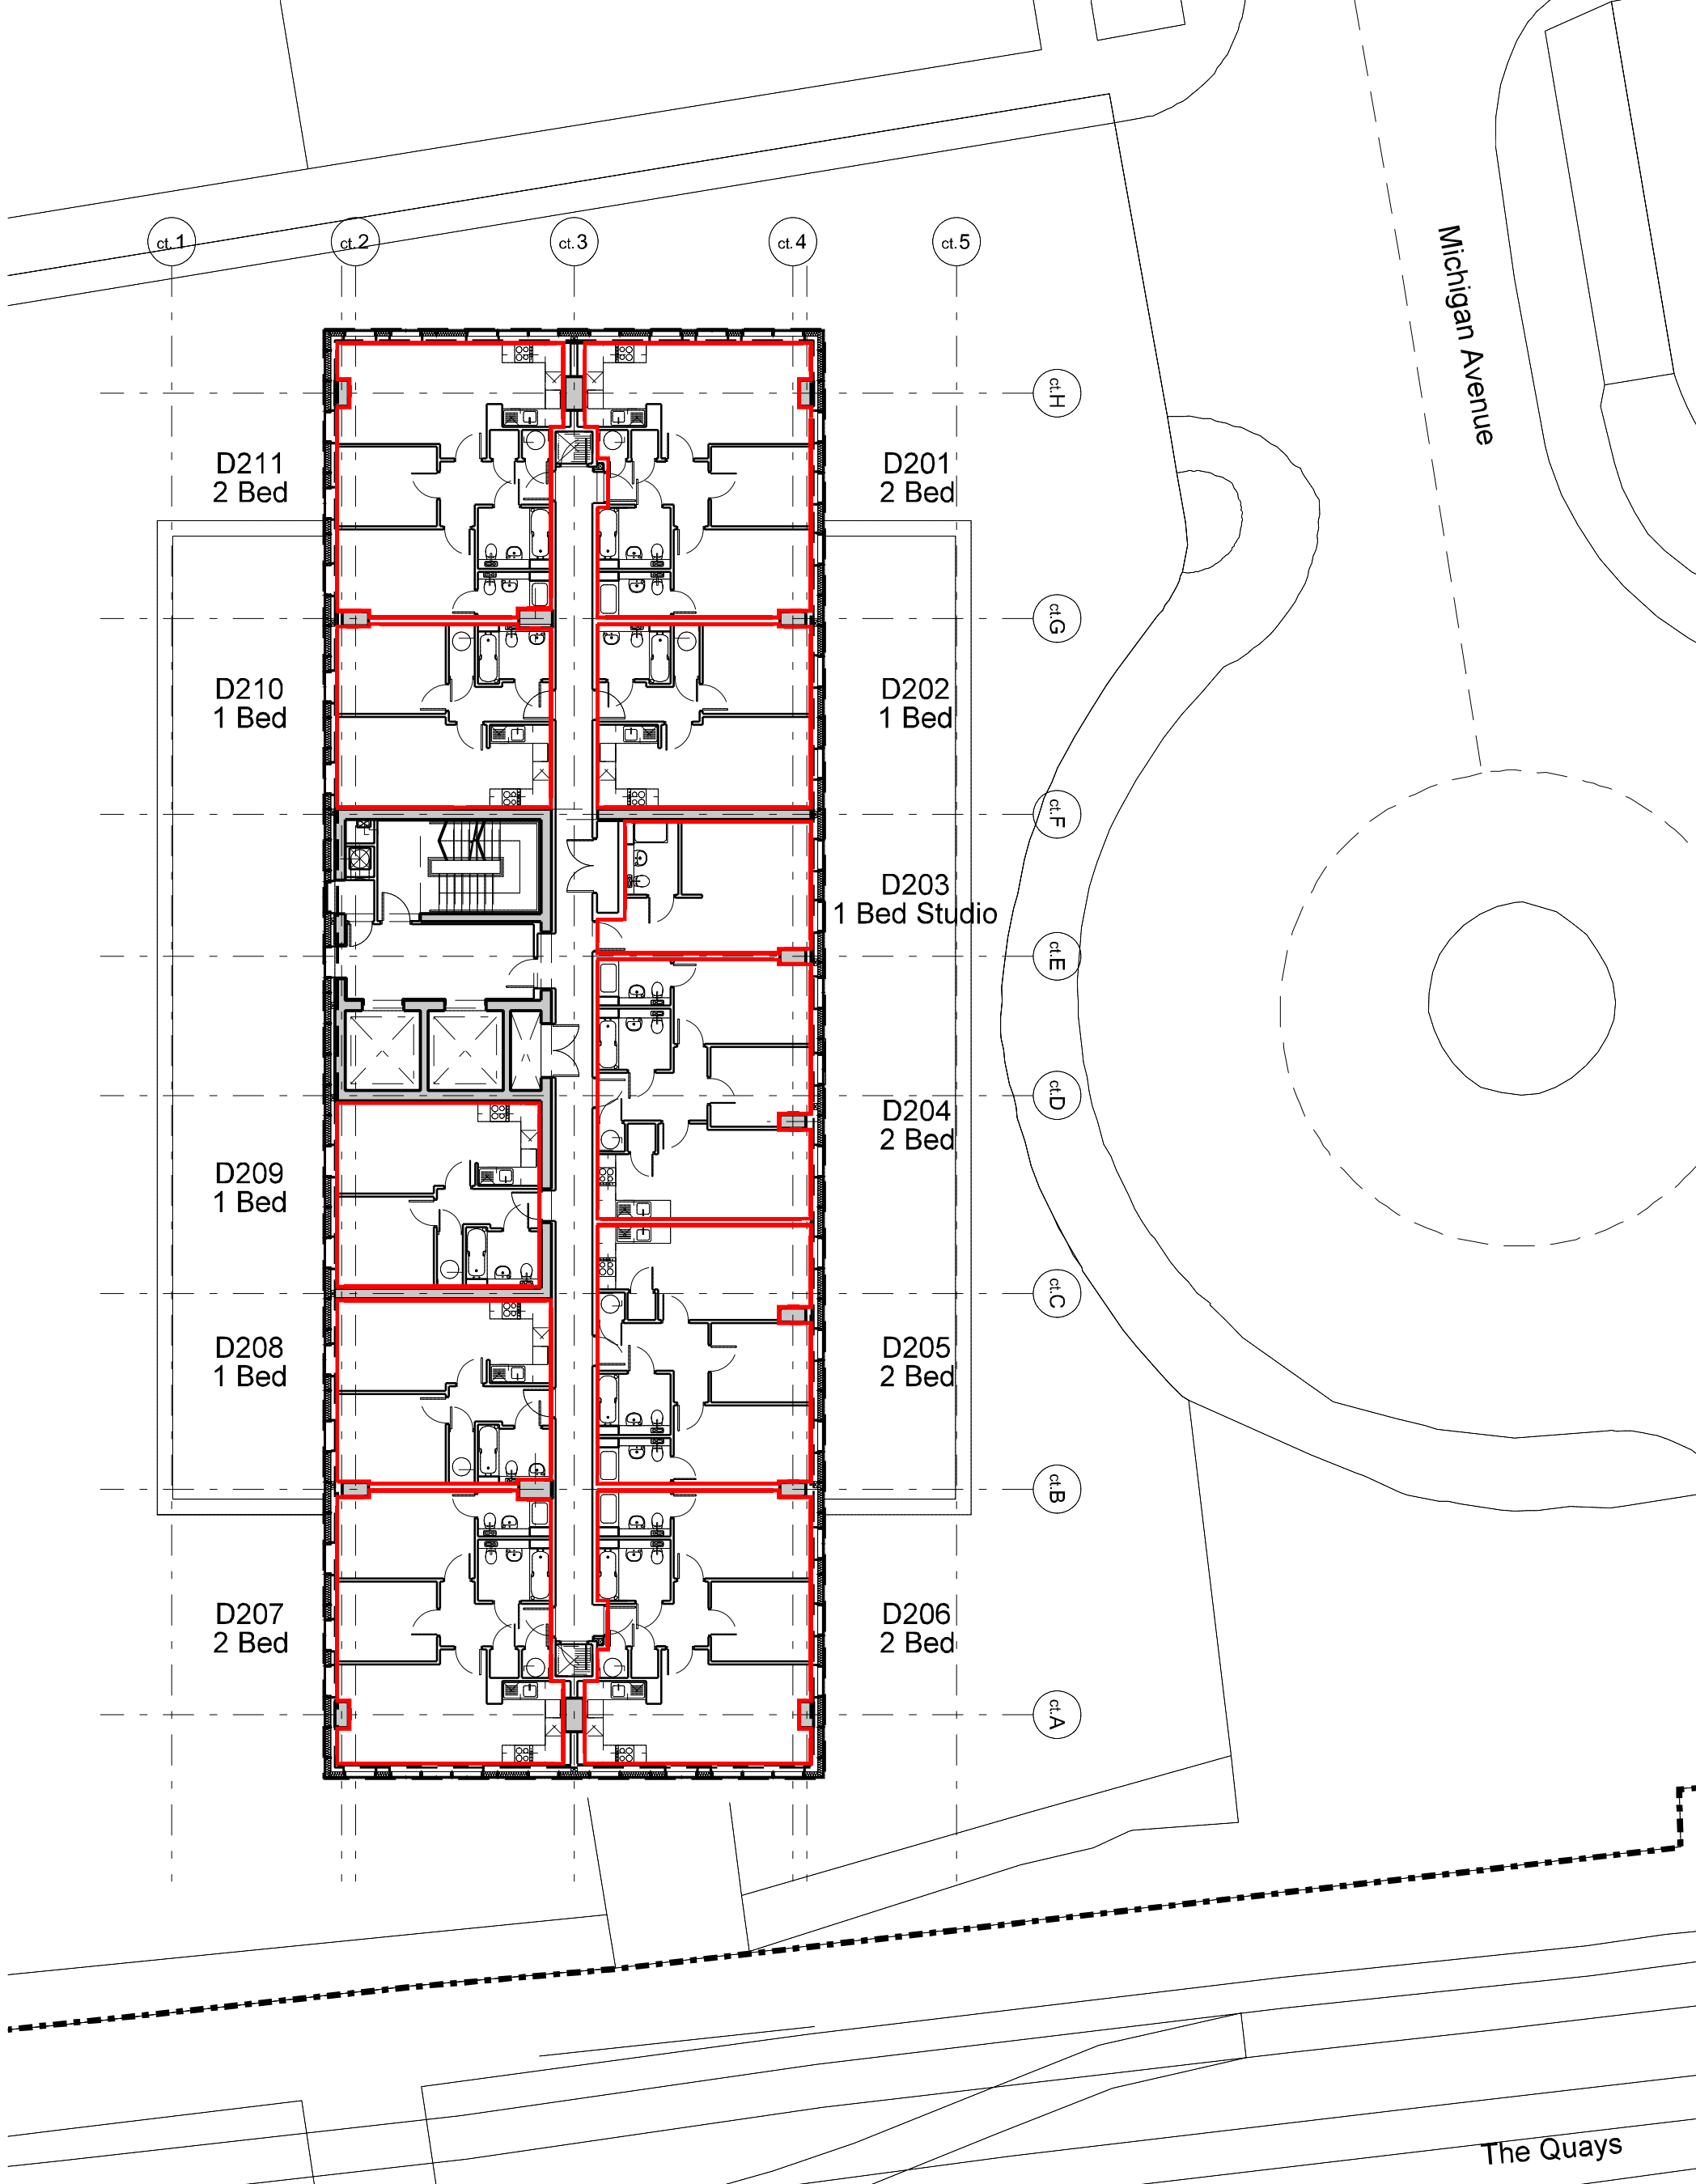 Michigan Avenue
ct.1
ct.2
ct.3
ct.4
ct.5
ct.H
D211
2 Bed
D201
2 Bed
ct.G
D210
1 Bed
D202
1 Bed
ct.F
D203
1 Bed Studio
ct.E
ct.D
D204
2 Bed
D209
1 Bed
ct.C
D208
1 Bed
D205
2 Bed
ct.B
D207
2 Bed
D206
2 Bed
ct.A
The Quays